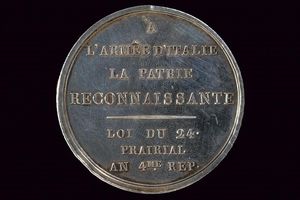 À
L'ARMÉE D'ITALIE
LA PATRIE
RECONNAISSANTE
LOI DU 24.
PRAIRIAL
AN 4ME REP.